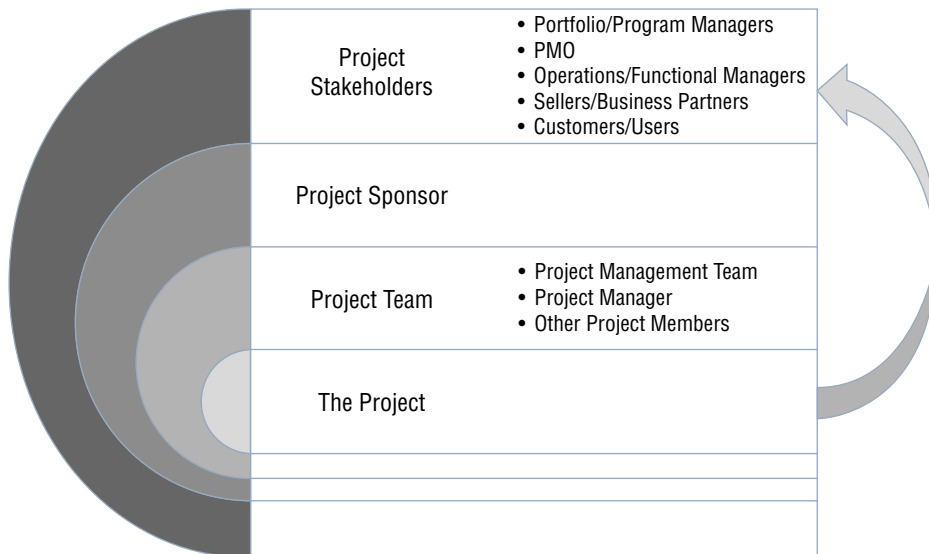 Project
Stakeholders
• Portfolio/Program Managers
• PMO
• Operations/Functional Managers
• Sellers/Business Partners
• Customers/Users
Project Sponsor
Project Team
• Project Management Team
• Project Manager
• Other Project Members
The Project